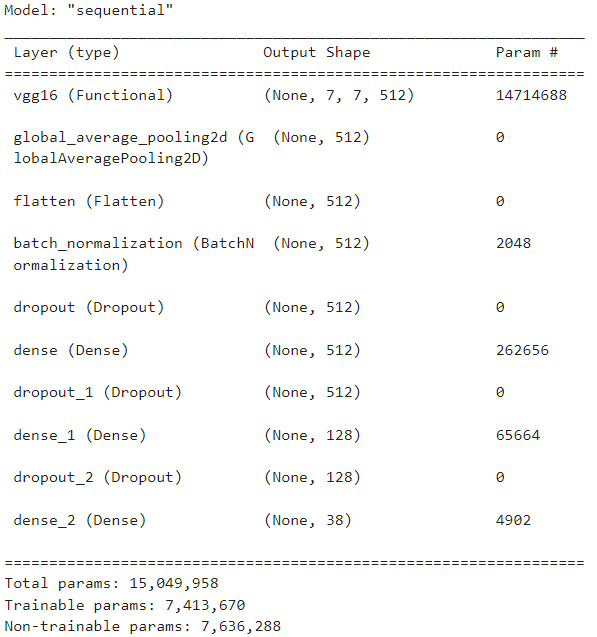 Model: "sequential"
_________________________________________________________________
Layer (type) Output Shape Param #
=================================================================
vgg16 (Functional) (None, 7, 7, 512) 14714688
global_average_pooling2d (G (None, 512) 0
lobalAveragePooling2D)
flatten (Flatten) (None, 512) 0
batch_normalization (BatchN (None, 512) 2048
ormalization)
dropout (Dropout) (None, 512) 0
dense (Dense) (None, 512) 262656
dropout_1 (Dropout) (None, 512) 0
dense_1 (Dense) (None, 128) 65664
dropout_2 (Dropout) (None, 128) 0
dense_2 (Dense) (None, 38) 4902
=================================================================
Total params: 15,049,958
Trainable params: 7,413,670
Non-trainable params: 7,636,288